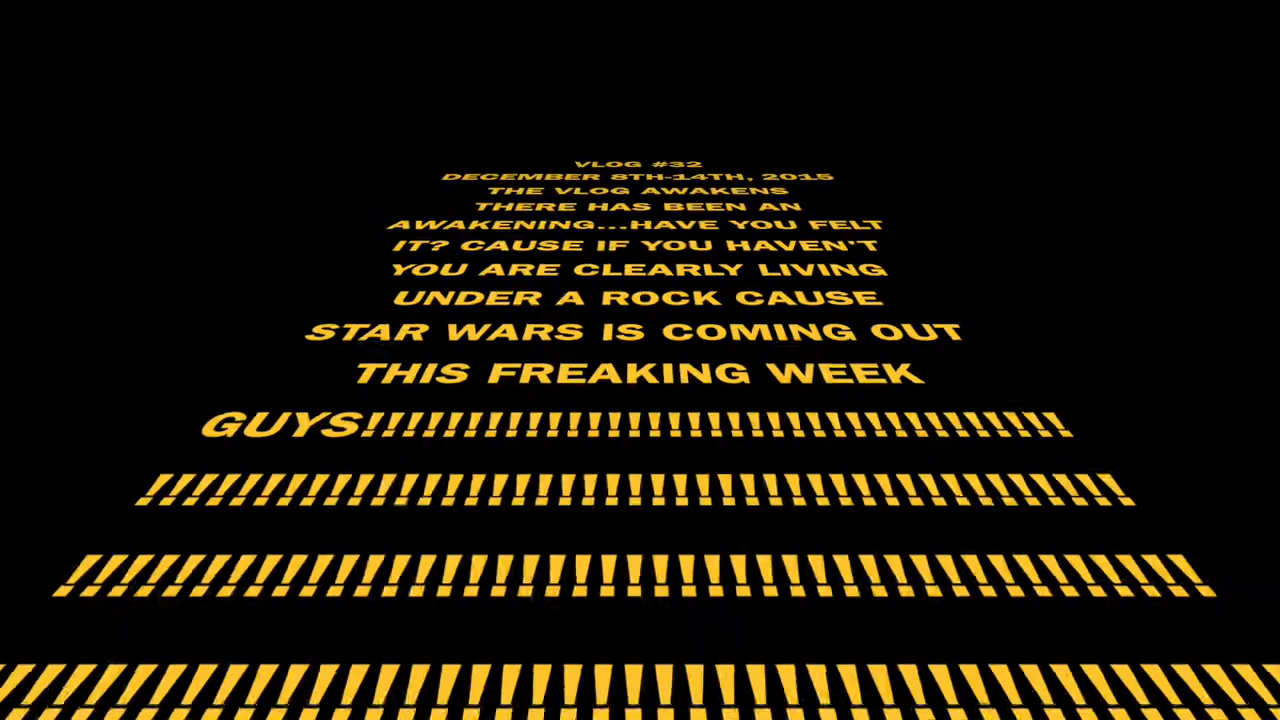 VLOG #32
DECEMBER 8TH-14TH, 2015
THE VLOG AWAKENS
THERE HAS BEEN AN
AWAKENING...HAVE YOU FELT
IT? CAUSE IF YOU HAVEN'T
YOU ARE CLEARLY LIVING
UNDER A ROCK CAUSE
STAR WARS IS COMING OUT
THIS FREAKING WEEK
GUYS!!!!!!!!!!!!!!!!!!!!!!!!!!!!!!!!!!!!
!!!!!!!!!!!!!!!!!!!!!!!!!!!!!!!!!!!!!!!!!!!
!!!!!!!!!!!!!!!!!!!!!!!!!!!!!!!!!!!!!!!!!!!
!!!!!!!!!!!!!!!!!!!!!!!!!!!!!!!!!!!!!!!!!!!